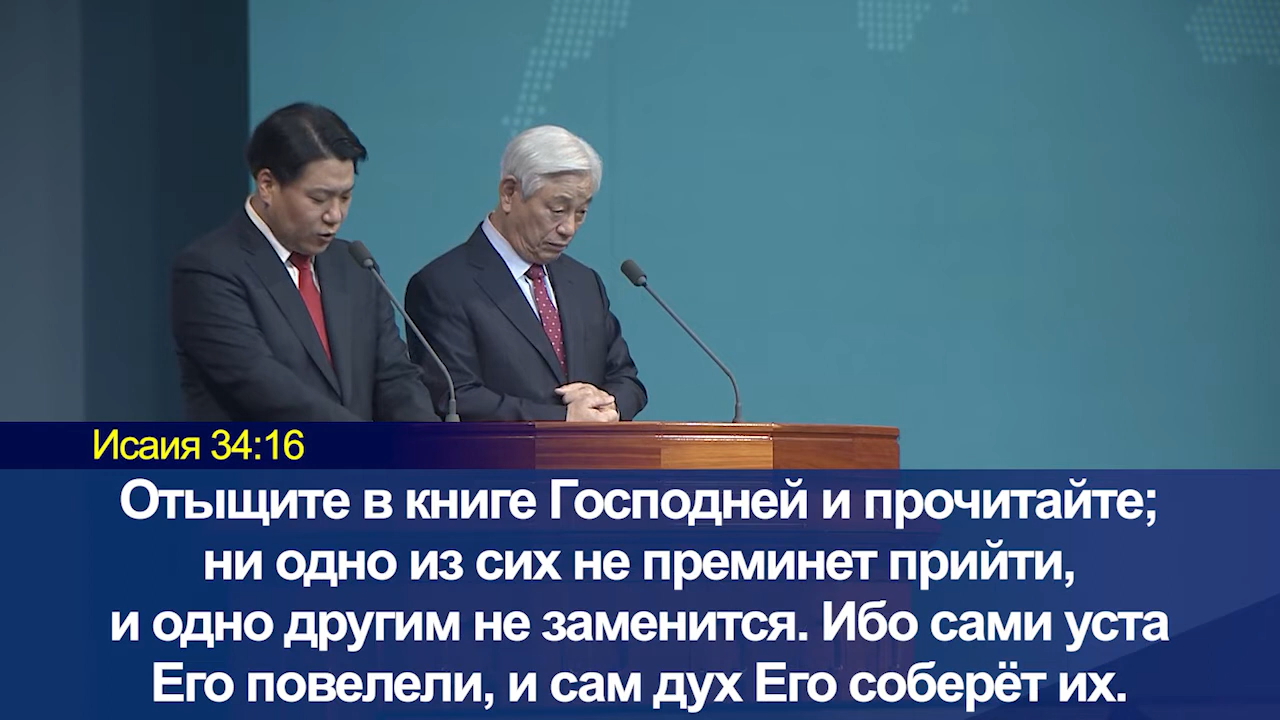 Исаия 34:16
Отыщите в книге Господней и прочитайте;
ни одно из сих не преминет прийти,
и одно другим не заменится. Ибо сами уста
Его повелели, и сам дух Его соберёт их.